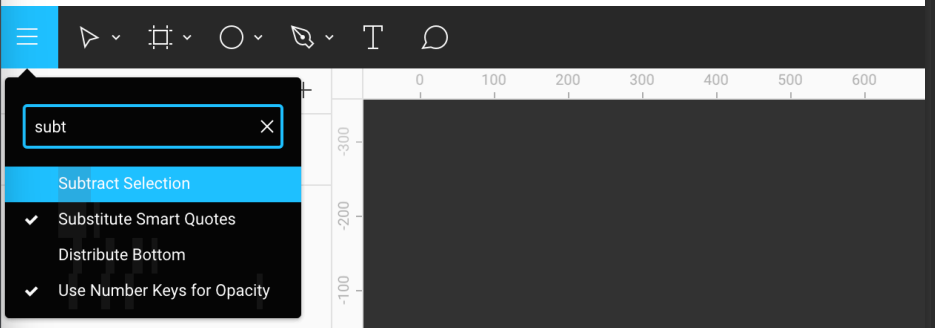 T
0 100 200 300 400 500 600
subt
Subtract Selection
Substitute Smart Quotes
Distribute Bottom
Use Number Keys for Opacity
-300
-200
-100